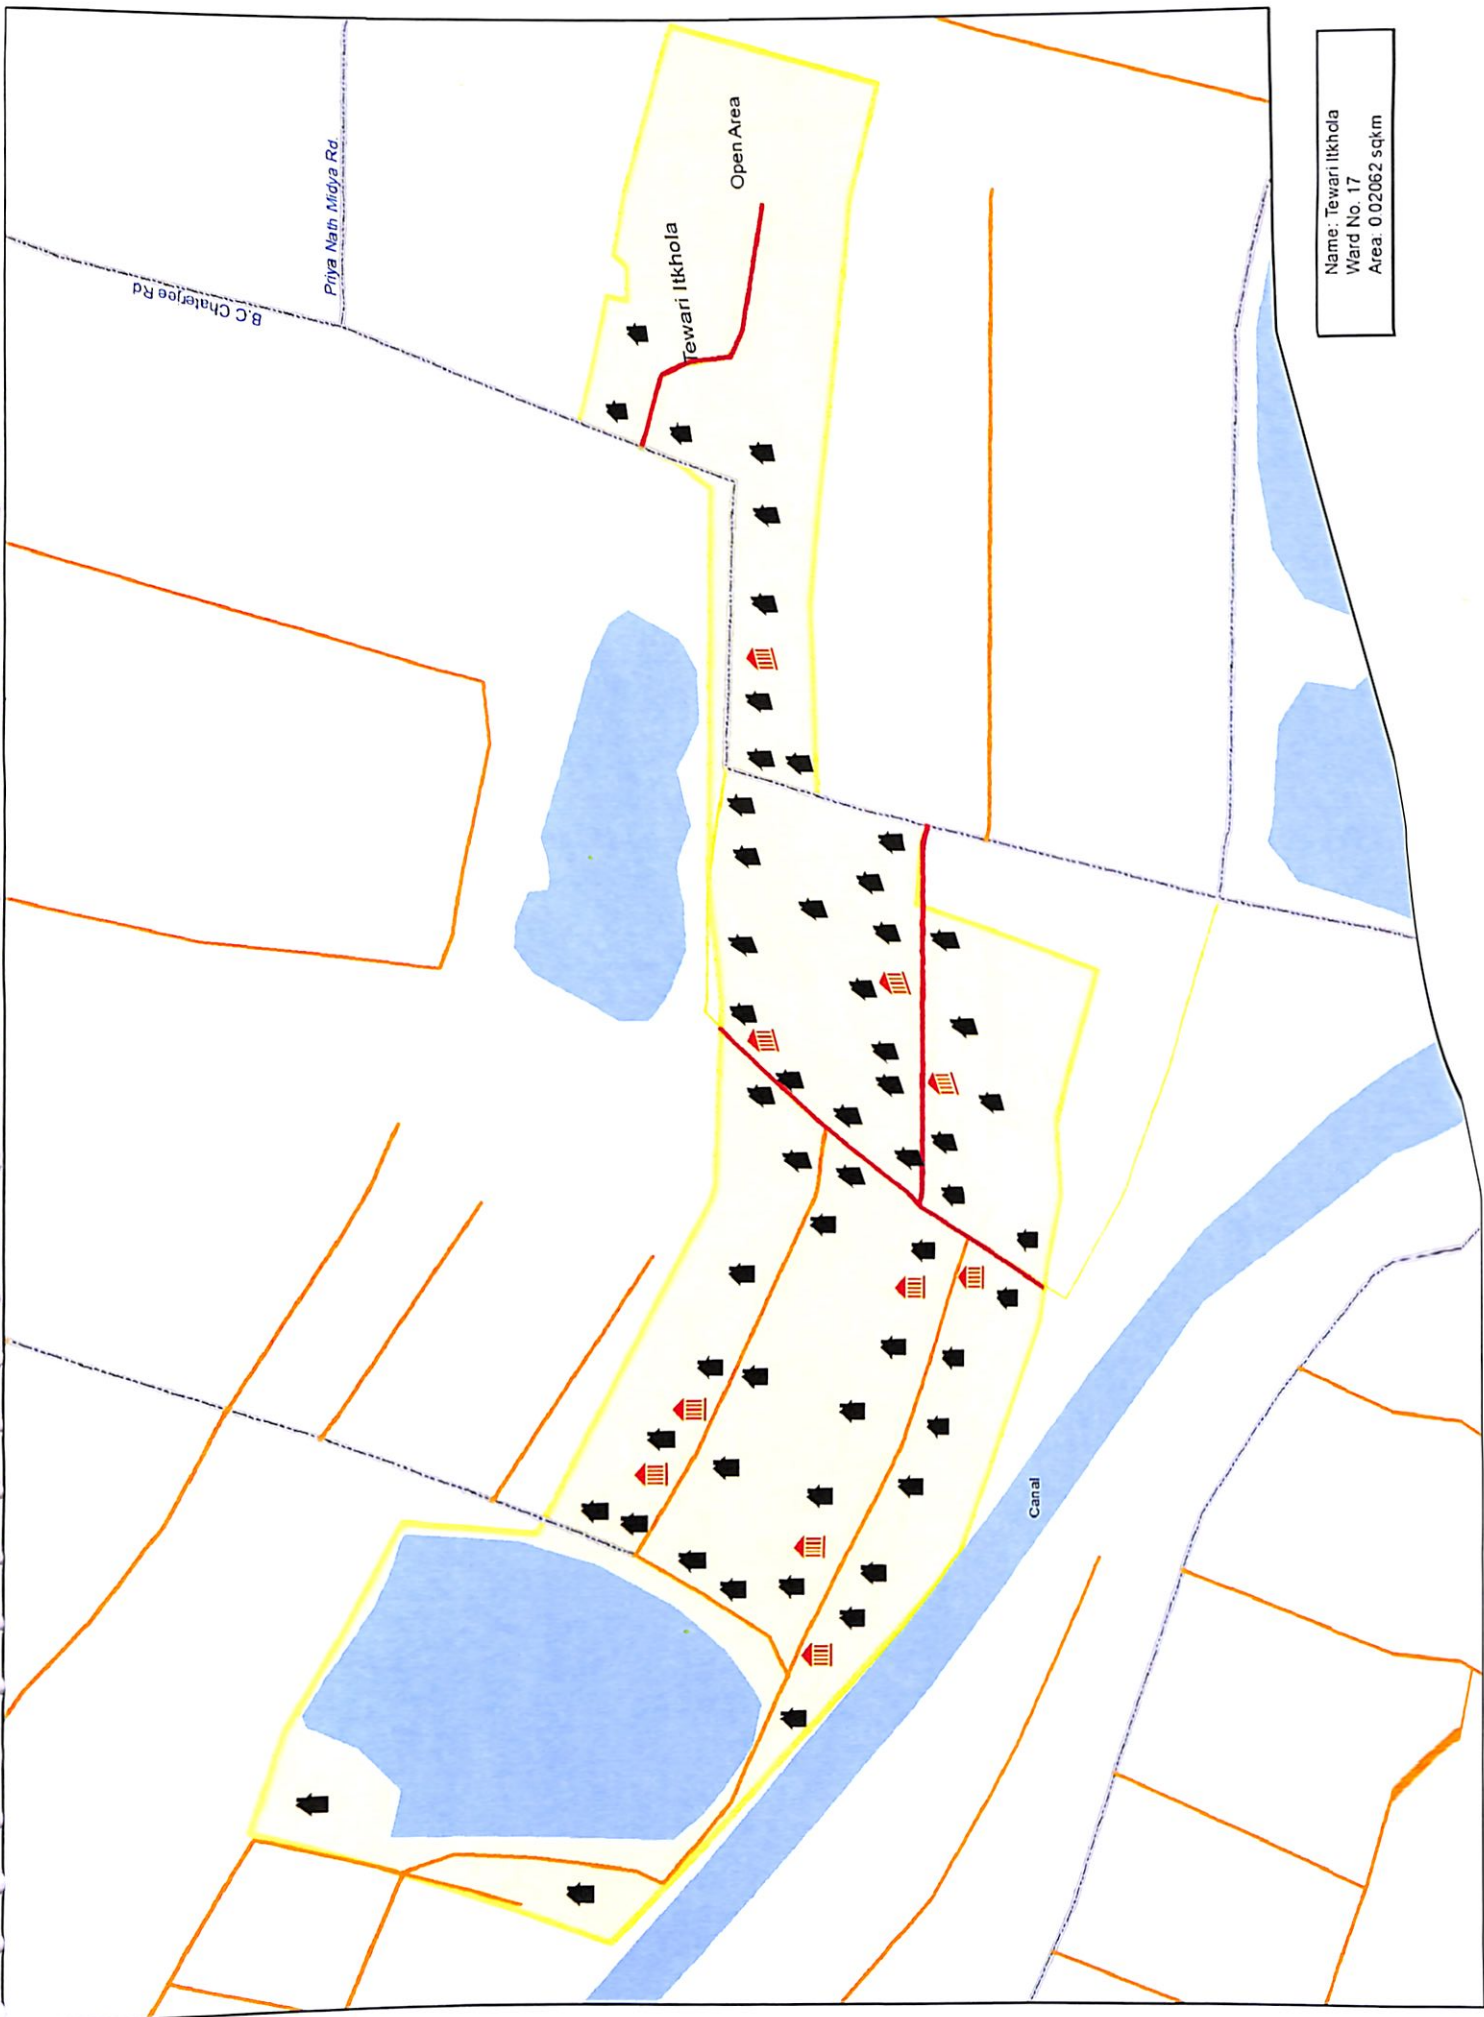 Priya Nath Midya Rd.
B.C Chaterjee Rd
Open Area
Tewari Itkhola
Canal
Name: Tewari Itkhola
Ward No. 17
Area: 0.02062 sqkm